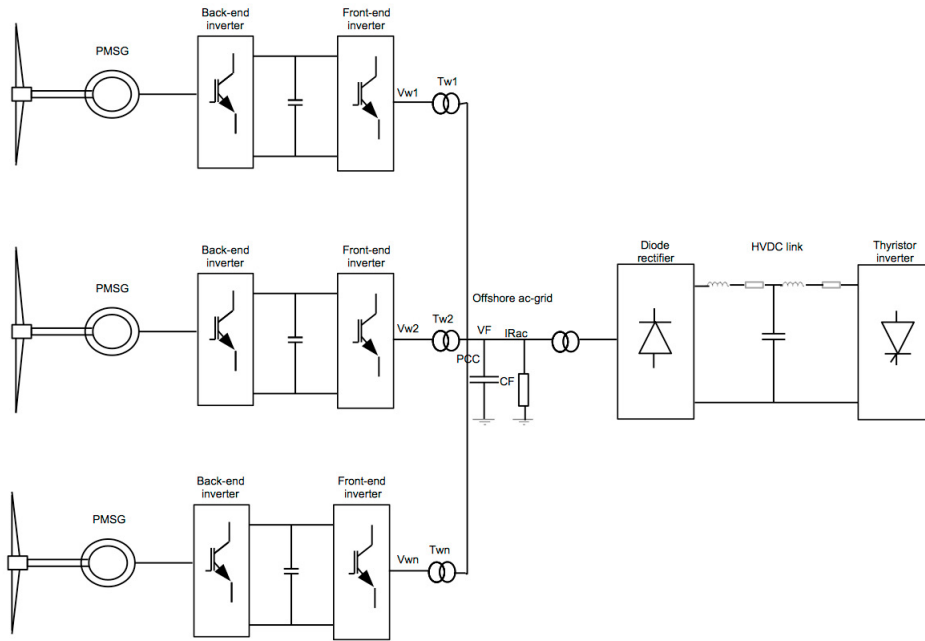 Back-end
inverter
Front-end
inverter
PMSG
Vw1
Tw1
Back-end
inverter
Front-end
inverter
PMSG
Vw2
Tw2
Offshore ac-grid
VF
IRac
PCC
CF
Diode
rectifier
HVDC link
Thyristor
inverter
Back-end
inverter
Front-end
inverter
PMSG
Vwn
Twn